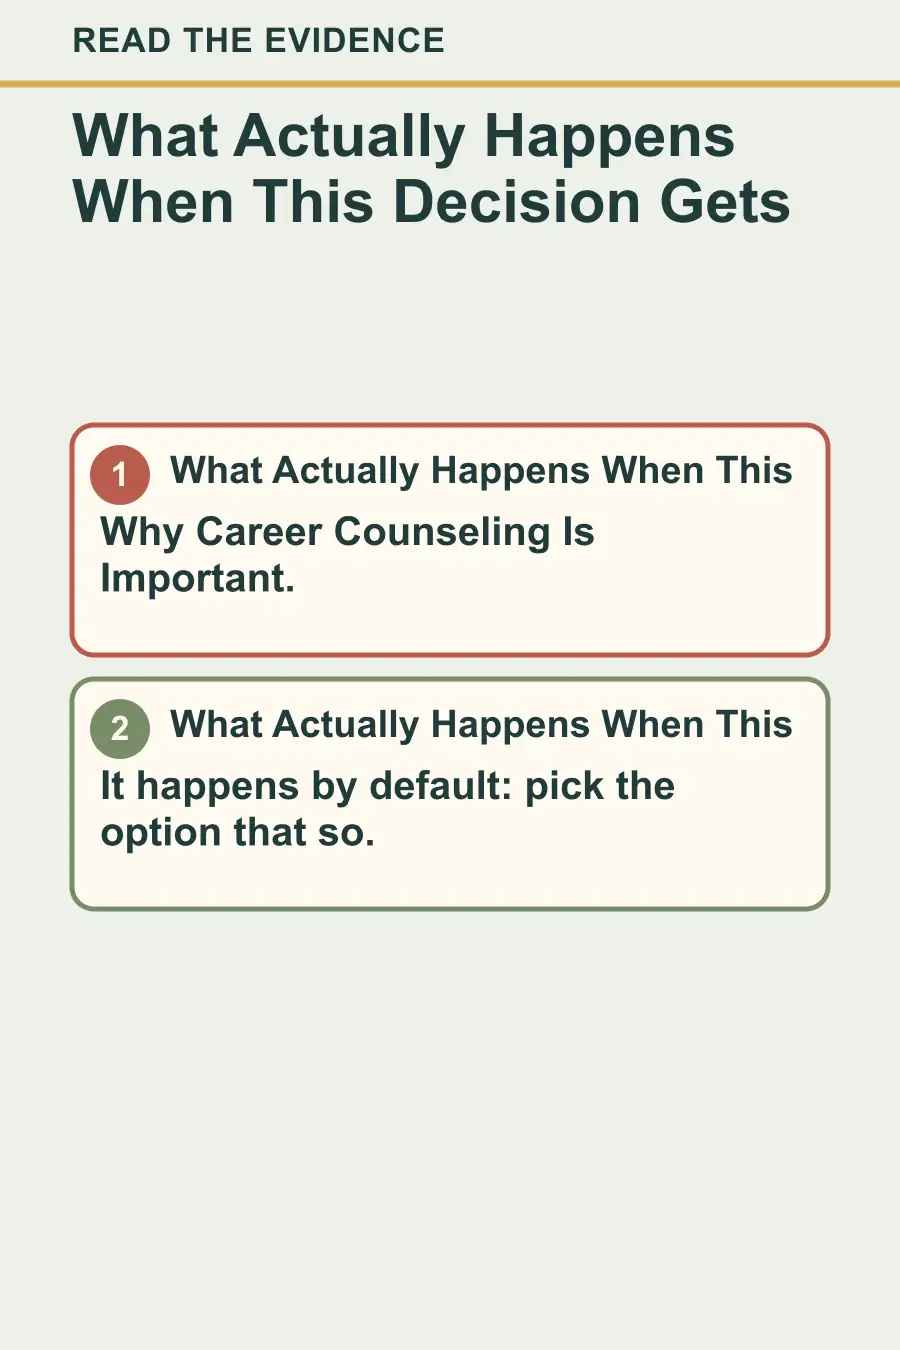 READ THE EVIDENCE
What Actually Happens
When This Decision Gets
1
What Actually Happens When This
Why Career Counseling Is
Important.
2
What Actually Happens When This
It happens by default: pick the
option that so.